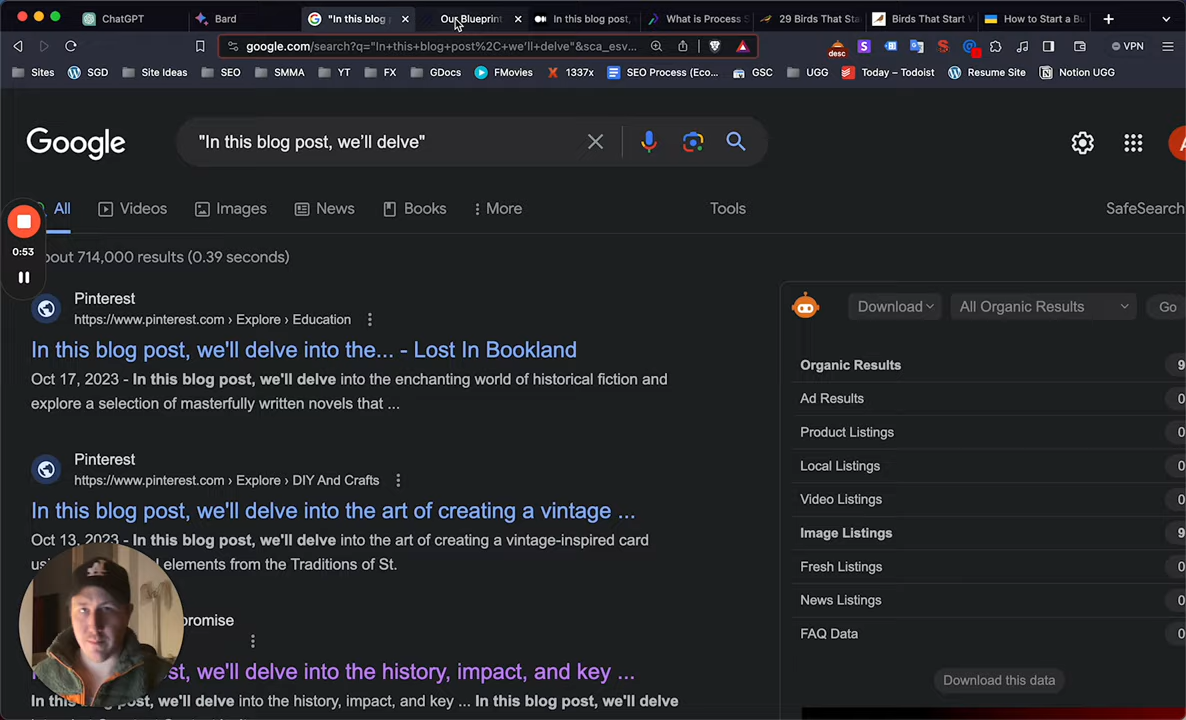 ChatGPT
Bard
"In this blog
Our Blueprint
In this blog post,
What is Process S
29 Birds That Sta
Birds That Start V
How to Start a Bu
google.com/search?q="In+this+blog+post%2C+we'll+delve"&sca_esv...
desc
VPN
Sites
SGD
Site Ideas
SEO
SMMA
YT
FX
GDocs
FMovies
1337x
SEO Process (Eco...
GSC
UGG
Today – Todoist
Resume Site
Notion UGG
Google
"In this blog post, we'll delve"
All
Videos
Images
News
Books
More
Tools
SafeSearch
0:53
out 714,000 results (0.39 seconds)
Pinterest
https://www.pinterest.com › Explore › Education
In this blog post, we'll delve into the... - Lost In Bookland
Oct 17, 2023 - In this blog post, we'll delve into the enchanting world of historical fiction and
explore a selection of masterfully written novels that ...
Pinterest
https://www.pinterest.com › Explore › DIY And Crafts
In this blog post, we'll delve into the art of creating a vintage ...
Oct 13, 2023 - In this blog post, we'll delve into the art of creating a vintage-inspired card
elements from the Traditions of St.
promise
st, we'll delve into the history, impact, and key ...
In this blog post, we'll delve into the history, impact, and key ... In this blog post, we'll delve
Download
All Organic Results
Go
Organic Results 9
Ad Results 0
Product Listings 0
Local Listings 0
Video Listings 0
Image Listings 9
Fresh Listings 0
News Listings 0
FAQ Data 0
Download this data